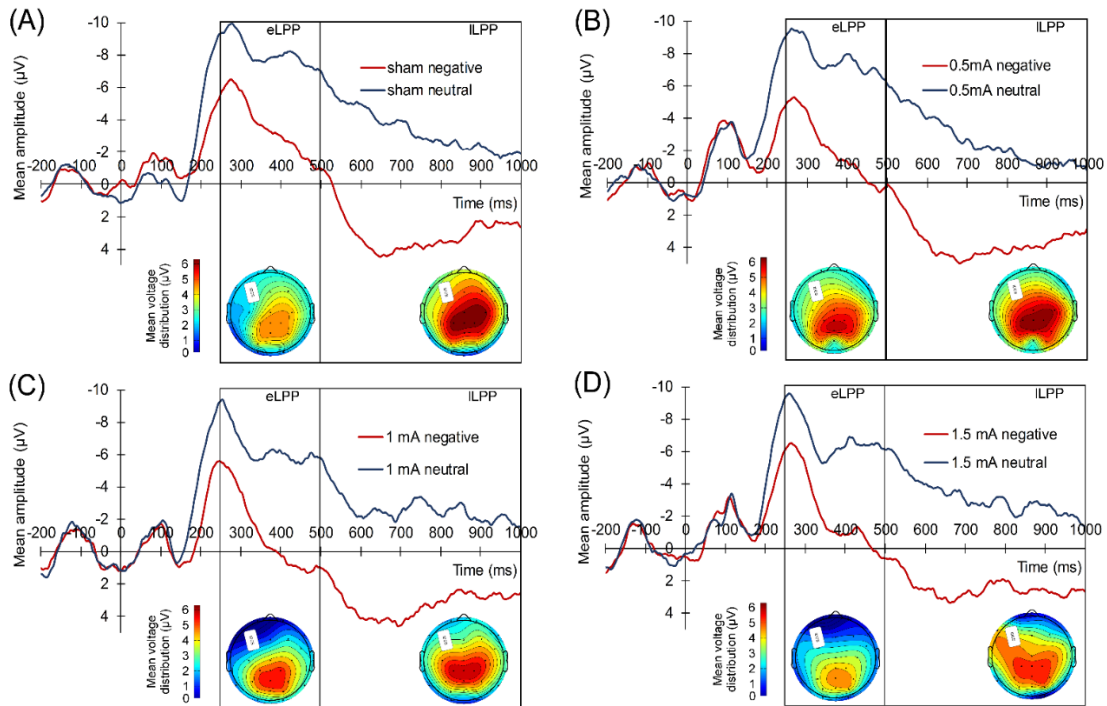 (A)
eLPP
lLPP
sham negative
sham neutral
Mean amplitude (µV)
-10
-8
-6
-4
-2
0
2
4
-200 -100 0 100 200 300 400 500 600 700 800 900 1000
Time (ms)
Mean voltage
distribution (µV)
6
5
4
3
2
1
0
(B)
eLPP
lLPP
0.5mA negative
0.5mA neutral
Mean amplitude (µV)
-10
-8
-6
-4
-2
0
2
4
-200 -100 0 100 200 300 400 500 600 700 800 900 1000
Time (ms)
Mean voltage
distribution (µV)
6
5
4
3
2
1
0
(C)
eLPP
lLPP
1 mA negative
1 mA neutral
Mean amplitude (µV)
-10
-8
-6
-4
-2
0
2
4
-200 -100 0 100 200 300 400 500 600 700 800 900 1000
Time (ms)
Mean voltage
distribution (µV)
6
5
4
3
2
1
0
(D)
eLPP
lLPP
1.5 mA negative
1.5 mA neutral
Mean amplitude (µV)
-10
-8
-6
-4
-2
0
2
4
-200 -100 0 100 200 300 400 500 600 700 800 900 1000
Time (ms)
Mean voltage
distribution (µV)
6
5
4
3
2
1
0